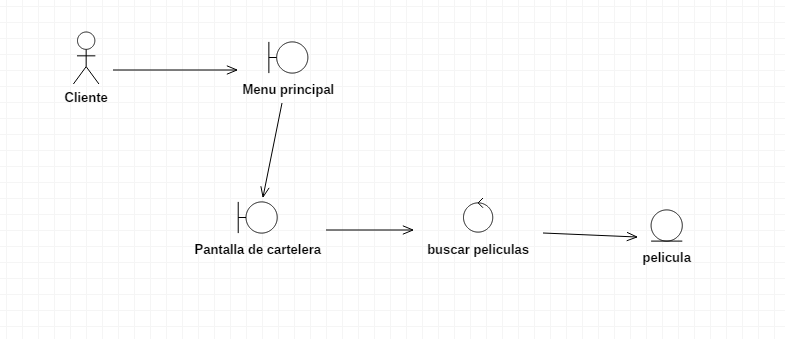 Cliente
Menu principal
Pantalla de cartelera
buscar peliculas
pelicula